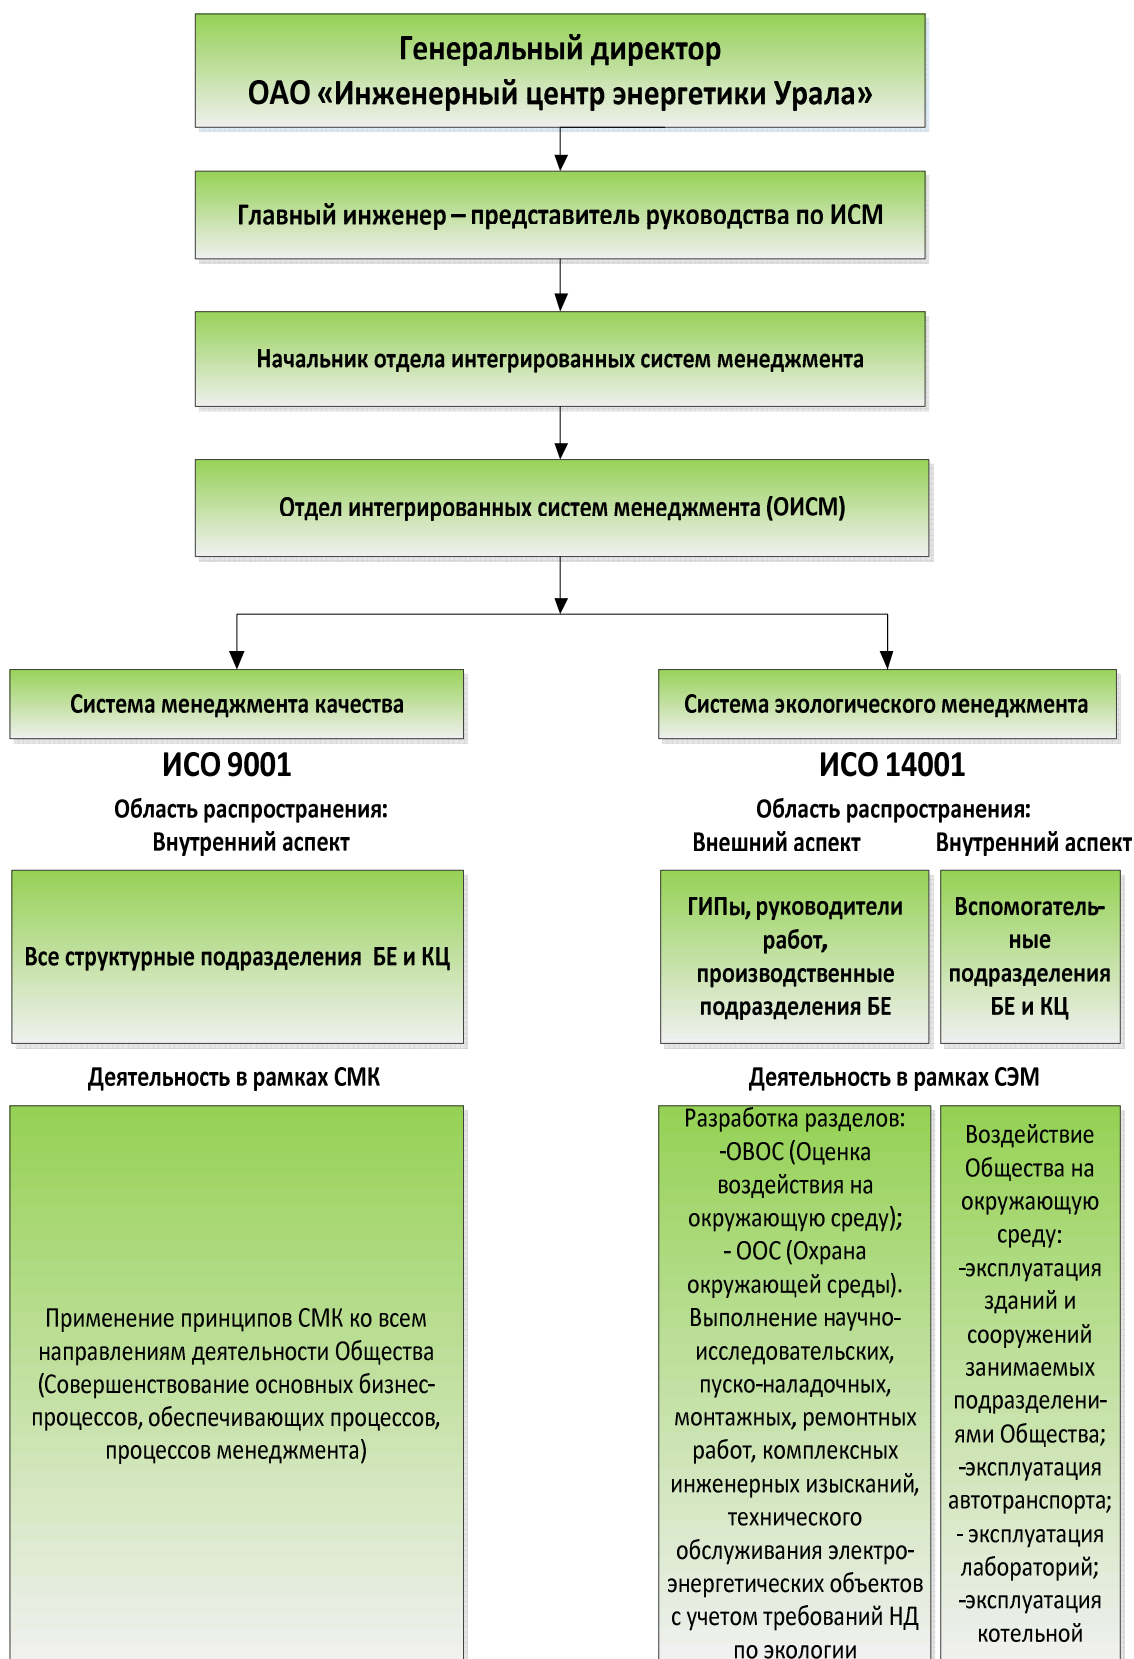 Генеральный директор
ОАО «Инженерный центр энергетики Урала»
Главный инженер – представитель руководства по ИСМ
Начальник отдела интегрированных систем менеджмента
Отдел интегрированных систем менеджмента (ОИСМ)
Система менеджмента качества
ИСО 9001
Область распространения:
Внутренний аспект
Все структурные подразделения БЕ и КЦ
Деятельность в рамках СМК
Применение принципов СМК ко всем
направлениям деятельности Общества
(Совершенствование основных бизнес-
процессов, обеспечивающих процессов,
процессов менеджмента)
Система экологического менеджмента
ИСО 14001
Область распространения:
Внешний аспект
Внутренний аспект
ГИПы, руководители
работ,
производственные
подразделения БЕ
Вспомогатель-
ные
подразделения
БЕ и КЦ
Деятельность в рамках СЭМ
Разработка разделов:
-ОВОС (Оценка
воздействия на
окружающую среду);
- ООС (Охрана
окружающей среды).
Выполнение научно-
исследовательских,
пуско-наладочных,
монтажных, ремонтных
работ, комплексных
инженерных изысканий,
технического
обслуживания электро-
энергетических объектов
с учетом требований НД
по экологии
Воздействие
Общества на
окружающую
среду:
-эксплуатация
зданий и
сооружений
занимаемых
подразделени-
ями Общества;
-эксплуатация
автотранспорта;
- эксплуатация
лабораторий;
-эксплуатация
котельной